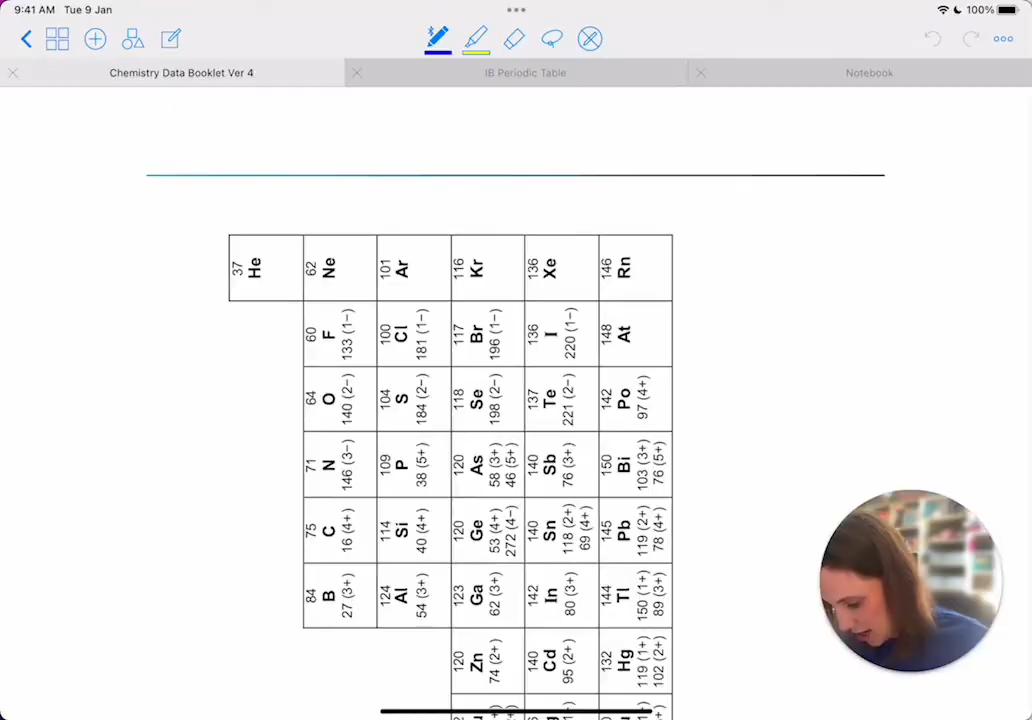 9:41 AM Tue 9 Jan
100%
Chemistry Data Booklet Ver 4
IB Periodic Table
Notebook
37
He
62
Ne
101
Ar
116
Kr
136
Xe
146
Rn
60
F
133 (1−)
100
Cl
181 (1−)
117
Br
196 (1−)
136
I
220 (1−)
148
At
64
O
140 (2−)
104
S
184 (2−)
118
Se
198 (2−)
137
Te
221 (2−)
142
Po
97 (4+)
71
N
146 (3−)
109
P
38 (5+)
120
As
58 (3+)
46 (5+)
140
Sb
76 (3+)
150
Bi
103 (3+)
76 (5+)
75
C
16 (4+)
114
Si
40 (4+)
120
Ge
53 (4+)
272 (4−)
140
Sn
118 (2+)
69 (4+)
145
Pb
119 (2+)
78 (4+)
84
B
27 (3+)
124
Al
54 (3+)
123
Ga
62 (3+)
142
In
80 (3+)
144
Tl
150 (1+)
89 (3+)
120
Zn
74 (2+)
140
Cd
95 (2+)
132
Hg
119 (1+)
102 (2+)